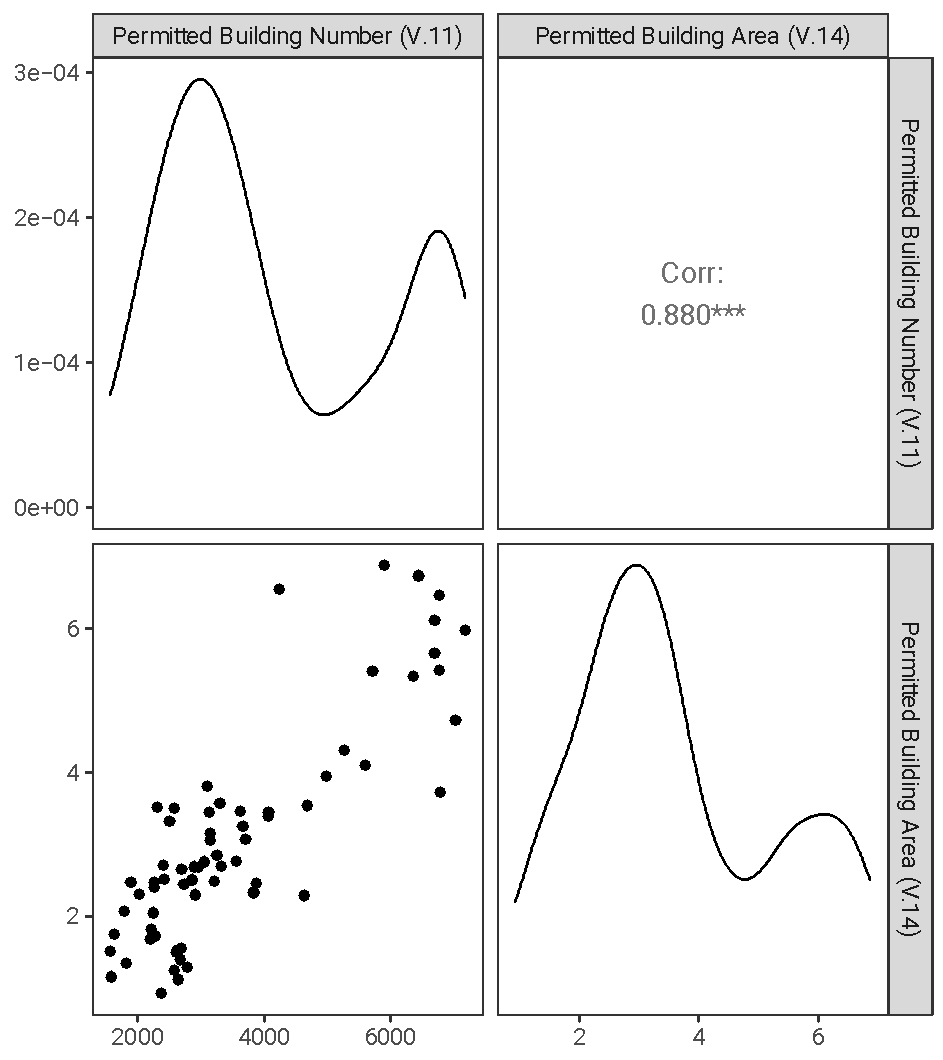 Permitted Building Number (V.11)
Permitted Building Area (V.14)
3e−04
2e−04
1e−04
0e+00
Corr:
0.880***
Permitted Building Number (V.11)
6
4
2
Permitted Building Area (V.14)
2000
4000
6000
2
4
6